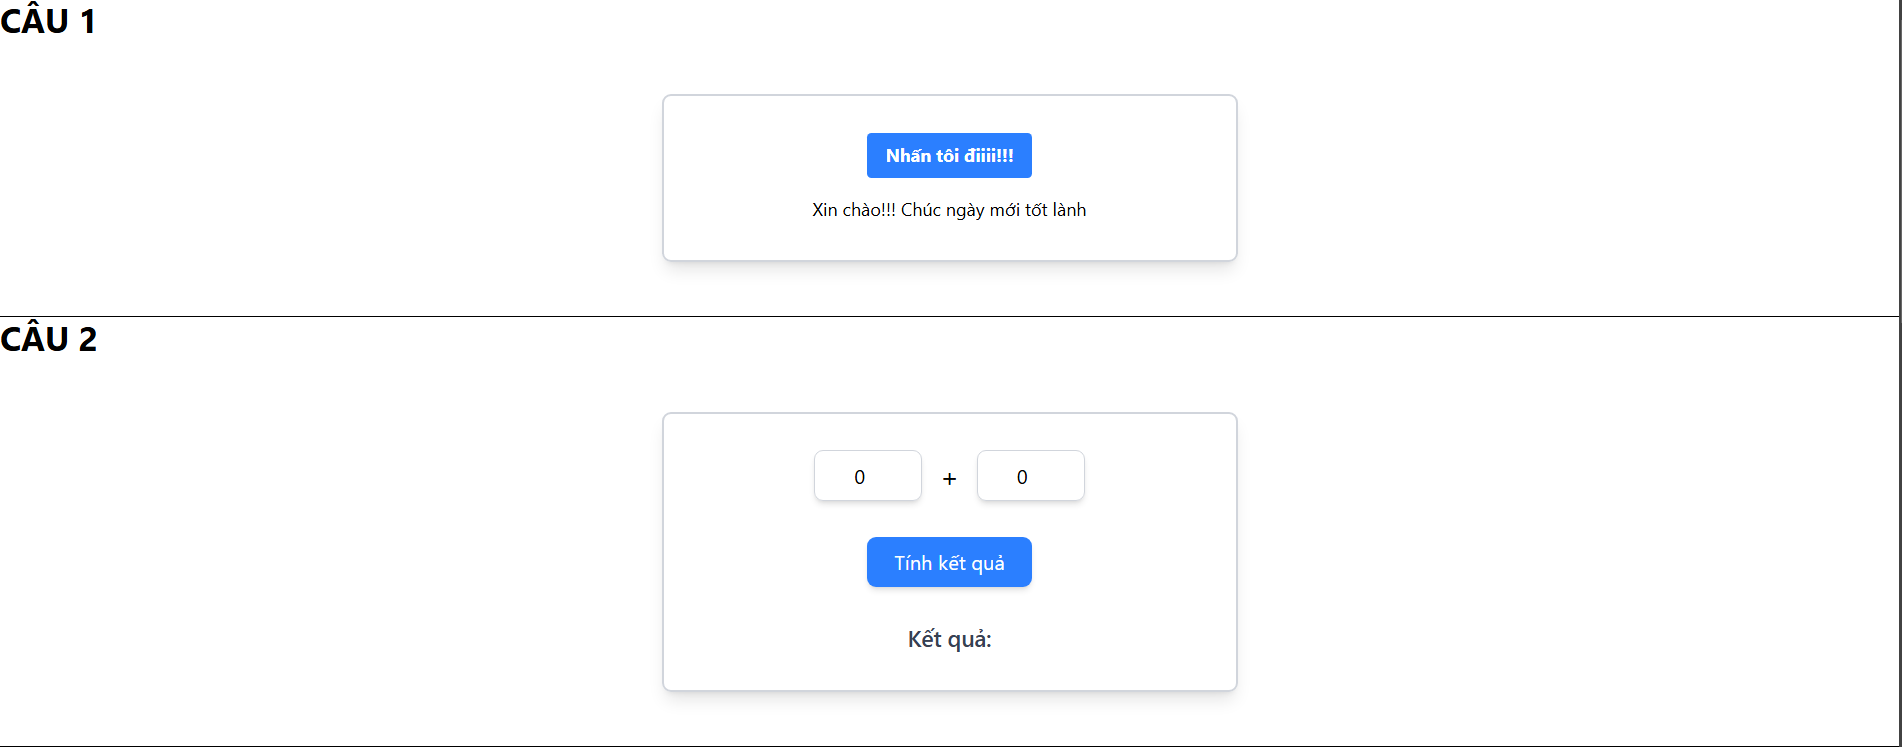 CÂU 1
Nhấn tôi điiii!!!
Xin chào!!! Chúc ngày mới tốt lành
CÂU 2
0 + 0
Tính kết quả
Kết quả: